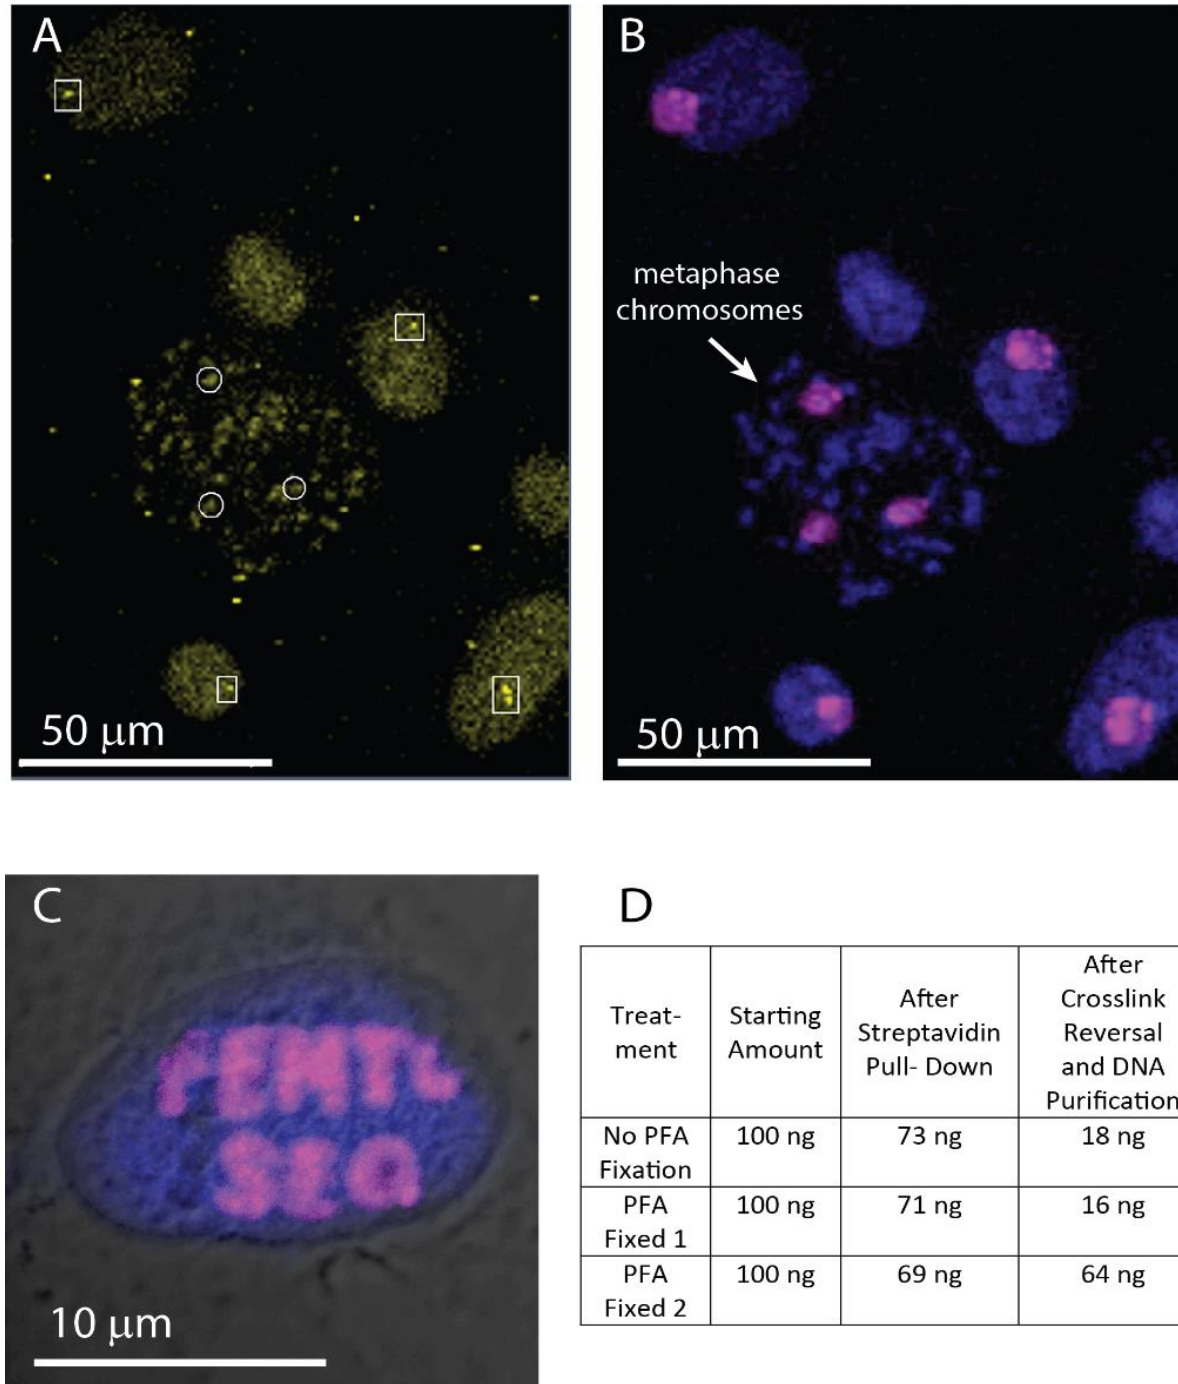 A
B
metaphase
chromosomes
50 μm
50 μm
C
FEMTO
SEQ
10 μm
D
Treat-
ment
Starting
Amount
After
Streptavidin
Pull- Down
After
Crosslink
Reversal
and DNA
Purification
No PFA
Fixation
100 ng
73 ng
18 ng
PFA
Fixed 1
100 ng
71 ng
16 ng
PFA
Fixed 2
100 ng
69 ng
64 ng